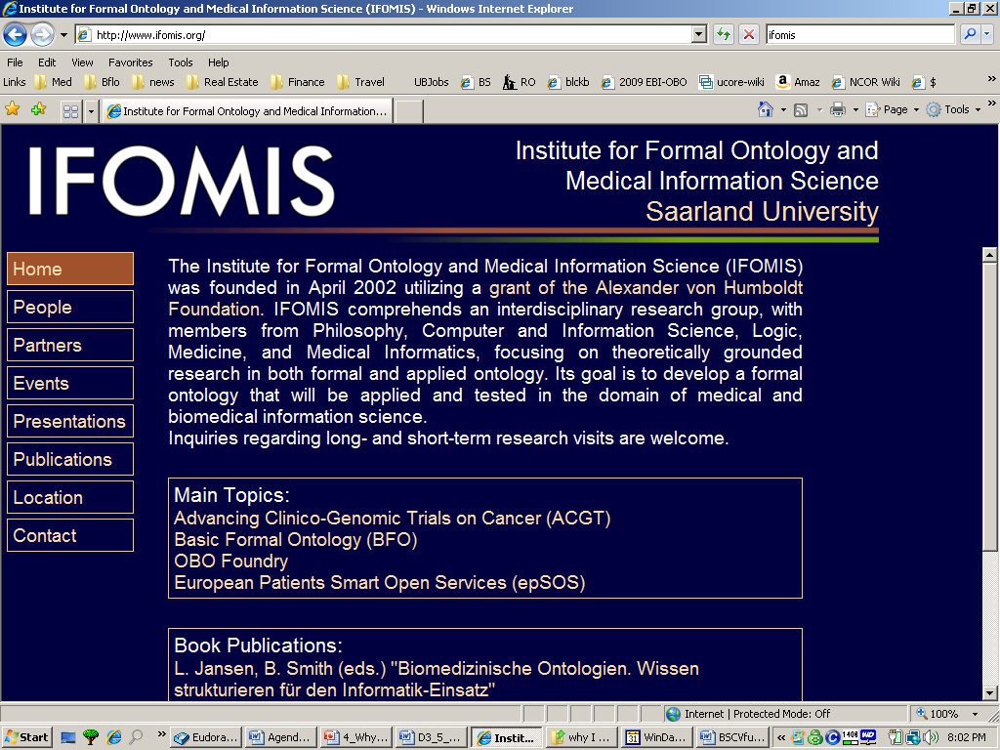 Institute for Formal Ontology and Medical Information Science (IFOMIS) - Windows Internet Explorer
http://www.ifomis.org/
ifomis
File Edit View Favorites Tools Help
Links Med Bflo news Real Estate Finance Travel UBJobs BS RO blckb 2009 EBI-OBO ucore-wiki Amaz NCOR Wiki $ »
Institute for Formal Ontology and Medical Information... Page Tools »
IFOMIS
Institute for Formal Ontology and
Medical Information Science
Saarland University
Home
People
Partners
Events
Presentations
Publications
Location
Contact
The Institute for Formal Ontology and Medical Information Science (IFOMIS)
was founded in April 2002 utilizing a grant of the Alexander von Humboldt
Foundation. IFOMIS comprehends an interdisciplinary research group, with
members from Philosophy, Computer and Information Science, Logic,
Medicine, and Medical Informatics, focusing on theoretically grounded
research in both formal and applied ontology. Its goal is to develop a formal
ontology that will be applied and tested in the domain of medical and
biomedical information science.
Inquiries regarding long- and short-term research visits are welcome.
Main Topics:
Advancing Clinico-Genomic Trials on Cancer (ACGT)
Basic Formal Ontology (BFO)
OBO Foundry
European Patients Smart Open Services (epSOS)
Book Publications:
L. Jansen, B. Smith (eds.) "Biomedizinische Ontologien. Wissen
strukturieren für den Informatik-Einsatz"
Internet | Protected Mode: Off 100%
Start » Eudora... Agend... 4_Why... D3_5_... Instit... why I ... WinDa... BSCVfu... « 1408 8:02 PM